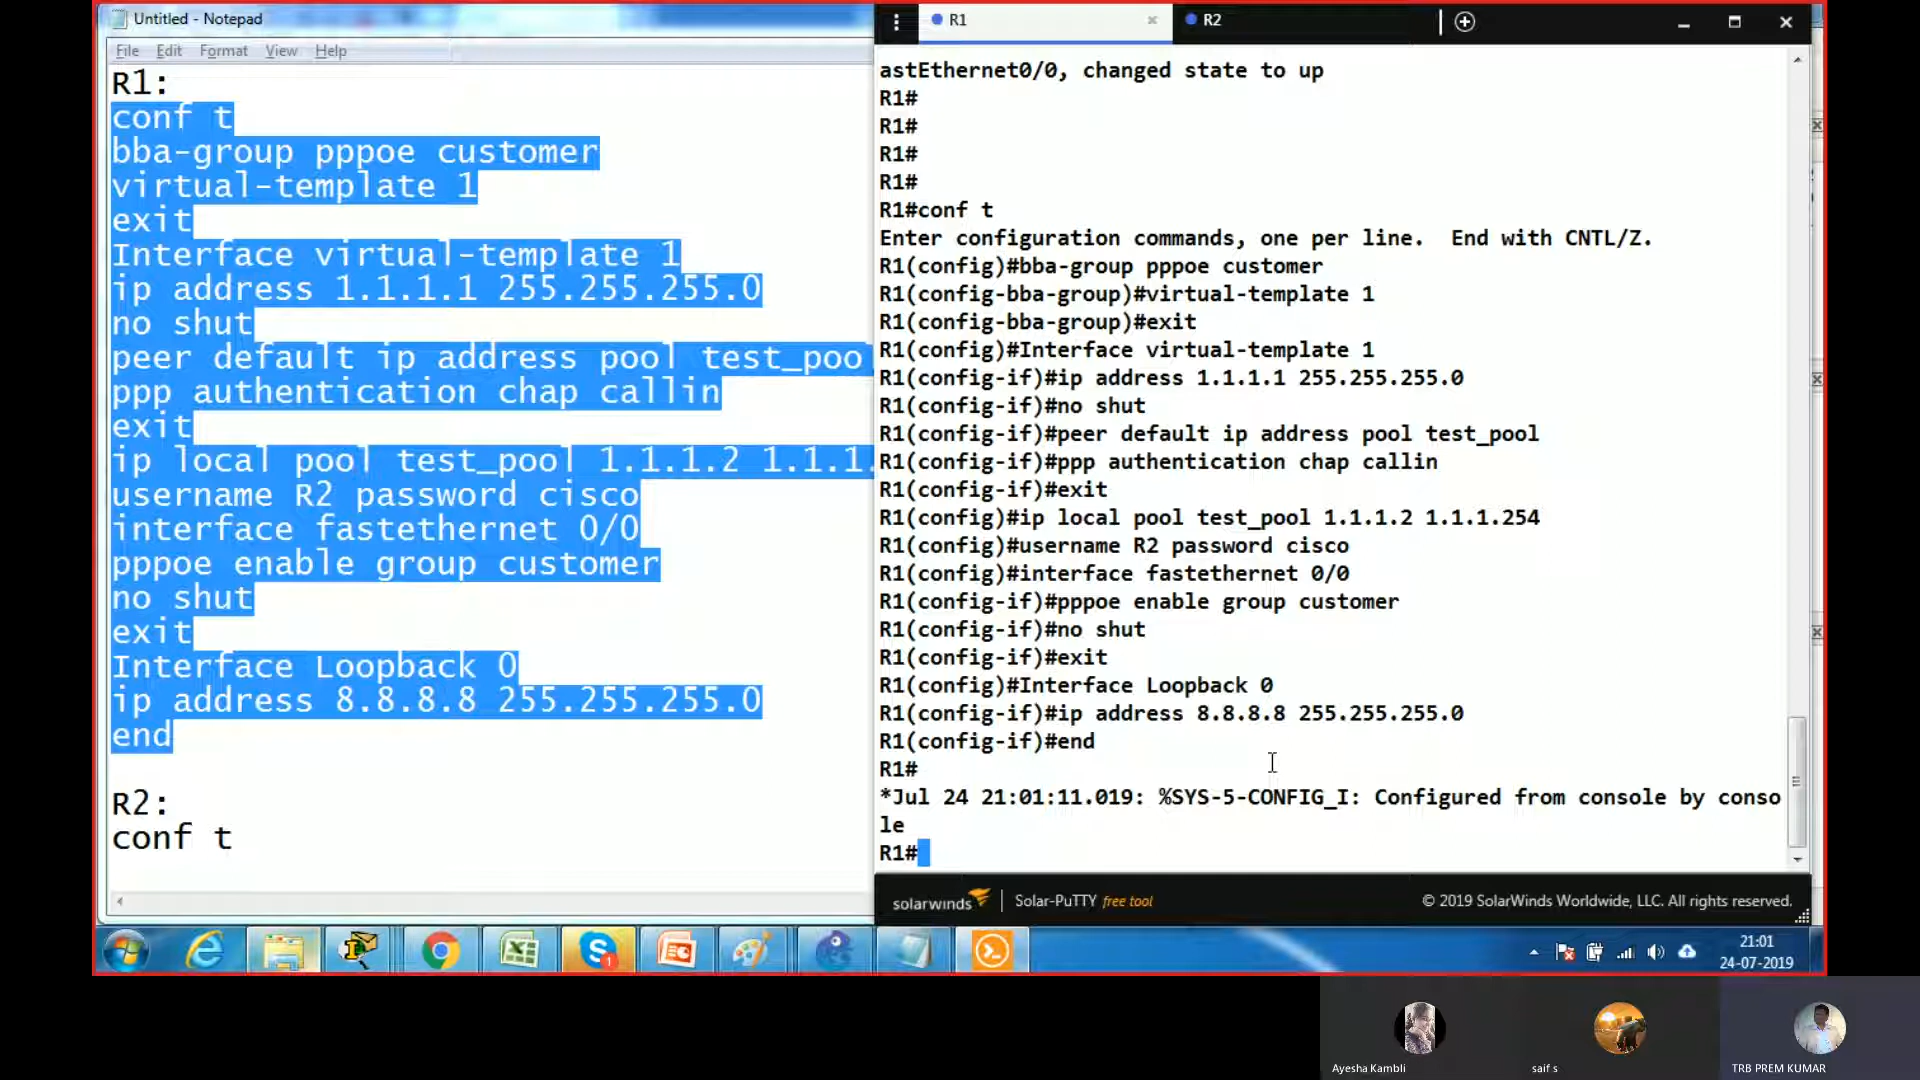 Untitled - Notepad
File Edit Format View Help
R1:
conf t
bba-group pppoe customer
virtual-template 1
exit
Interface virtual-template 1
ip address 1.1.1.1 255.255.255.0
no shut
peer default ip address pool test_poo
ppp authentication chap callin
exit
ip local pool test_pool 1.1.1.2 1.1.1.
username R2 password cisco
interface fastethernet 0/0
pppoe enable group customer
no shut
exit
Interface Loopback 0
ip address 8.8.8.8 255.255.255.0
end
R2:
conf t
R1
R2
astEthernet0/0, changed state to up
R1#
R1#
R1#
R1#
R1#conf t
Enter configuration commands, one per line.  End with CNTL/Z.
R1(config)#bba-group pppoe customer
R1(config-bba-group)#virtual-template 1
R1(config-bba-group)#exit
R1(config)#Interface virtual-template 1
R1(config-if)#ip address 1.1.1.1 255.255.255.0
R1(config-if)#no shut
R1(config-if)#peer default ip address pool test_pool
R1(config-if)#ppp authentication chap callin
R1(config-if)#exit
R1(config)#ip local pool test_pool 1.1.1.2 1.1.1.254
R1(config)#username R2 password cisco
R1(config)#interface fastethernet 0/0
R1(config-if)#pppoe enable group customer
R1(config-if)#no shut
R1(config-if)#exit
R1(config)#Interface Loopback 0
R1(config-if)#ip address 8.8.8.8 255.255.255.0
R1(config-if)#end
R1#
*Jul 24 21:01:11.019: %SYS-5-CONFIG_I: Configured from console by conso
le
R1#
solarwinds Solar-PuTTY free tool © 2019 SolarWinds Worldwide, LLC. All rights reserved.
21:01
24-07-2019
Ayesha Kambli
saif s
TRB PREM KUMAR